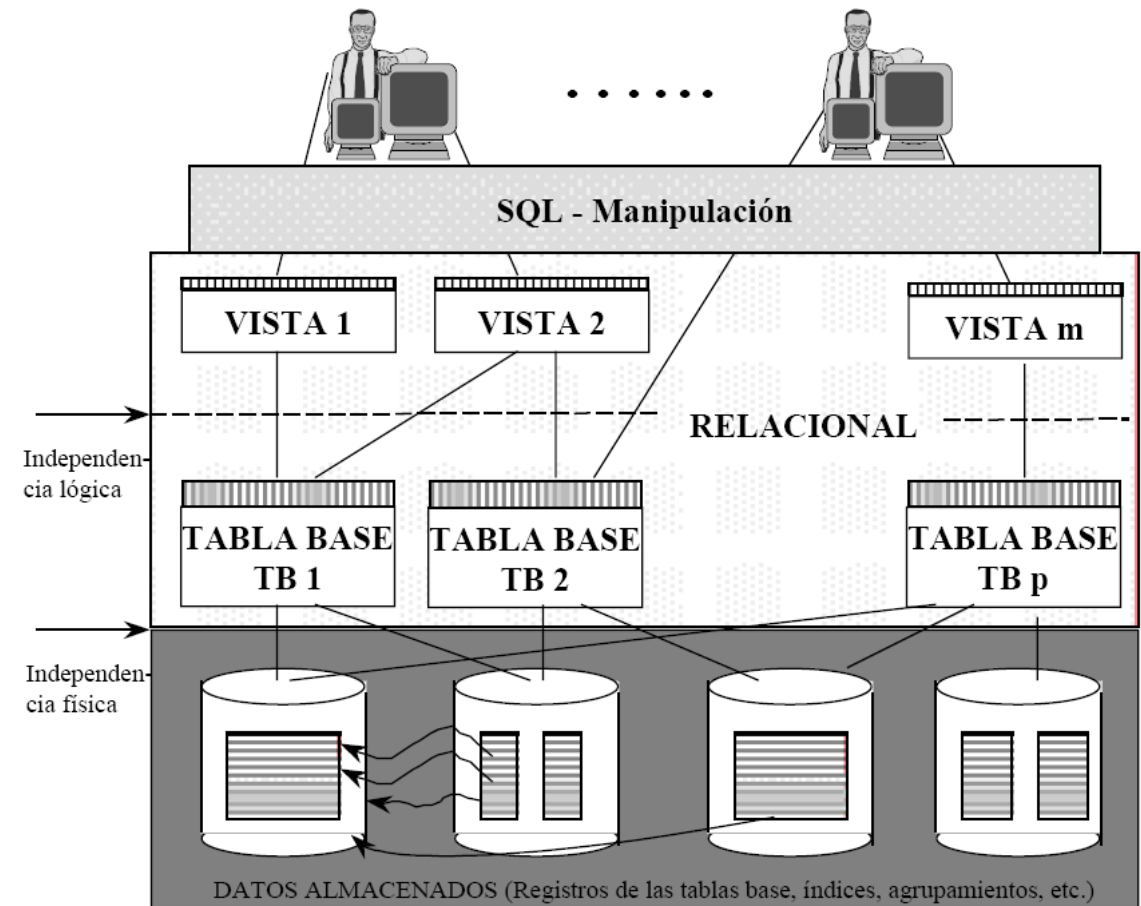 SQL - Manipulación
VISTA 1
VISTA 2
VISTA m
RELACIONAL
Independen-
cia lógica
TABLA BASE
TB 1
TABLA BASE
TB 2
TABLA BASE
TB p
Independen-
cia física
DATOS ALMACENADOS (Registros de las tablas base, índices, agrupamientos, etc.)